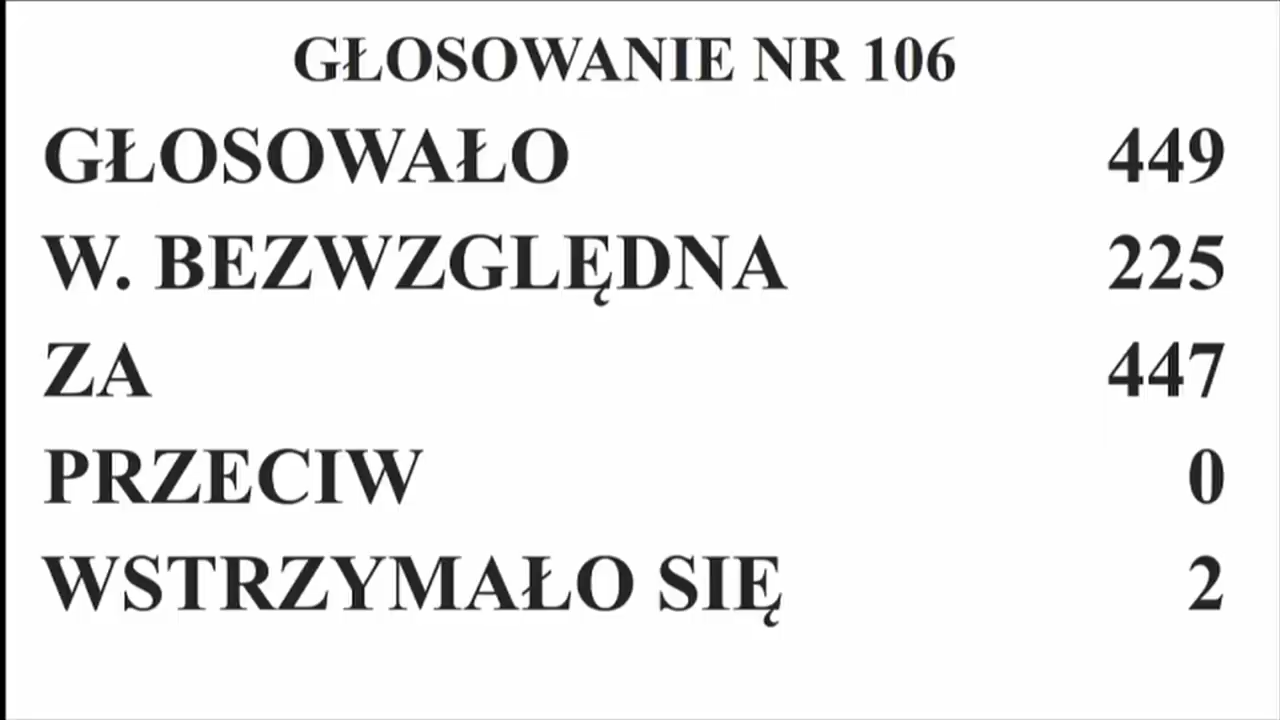 GŁOSOWANIE NR 106
GŁOSOWAŁO 449
W. BEZWZGLĘDNA 225
ZA 447
PRZECIW 0
WSTRZYMAŁO SIĘ 2